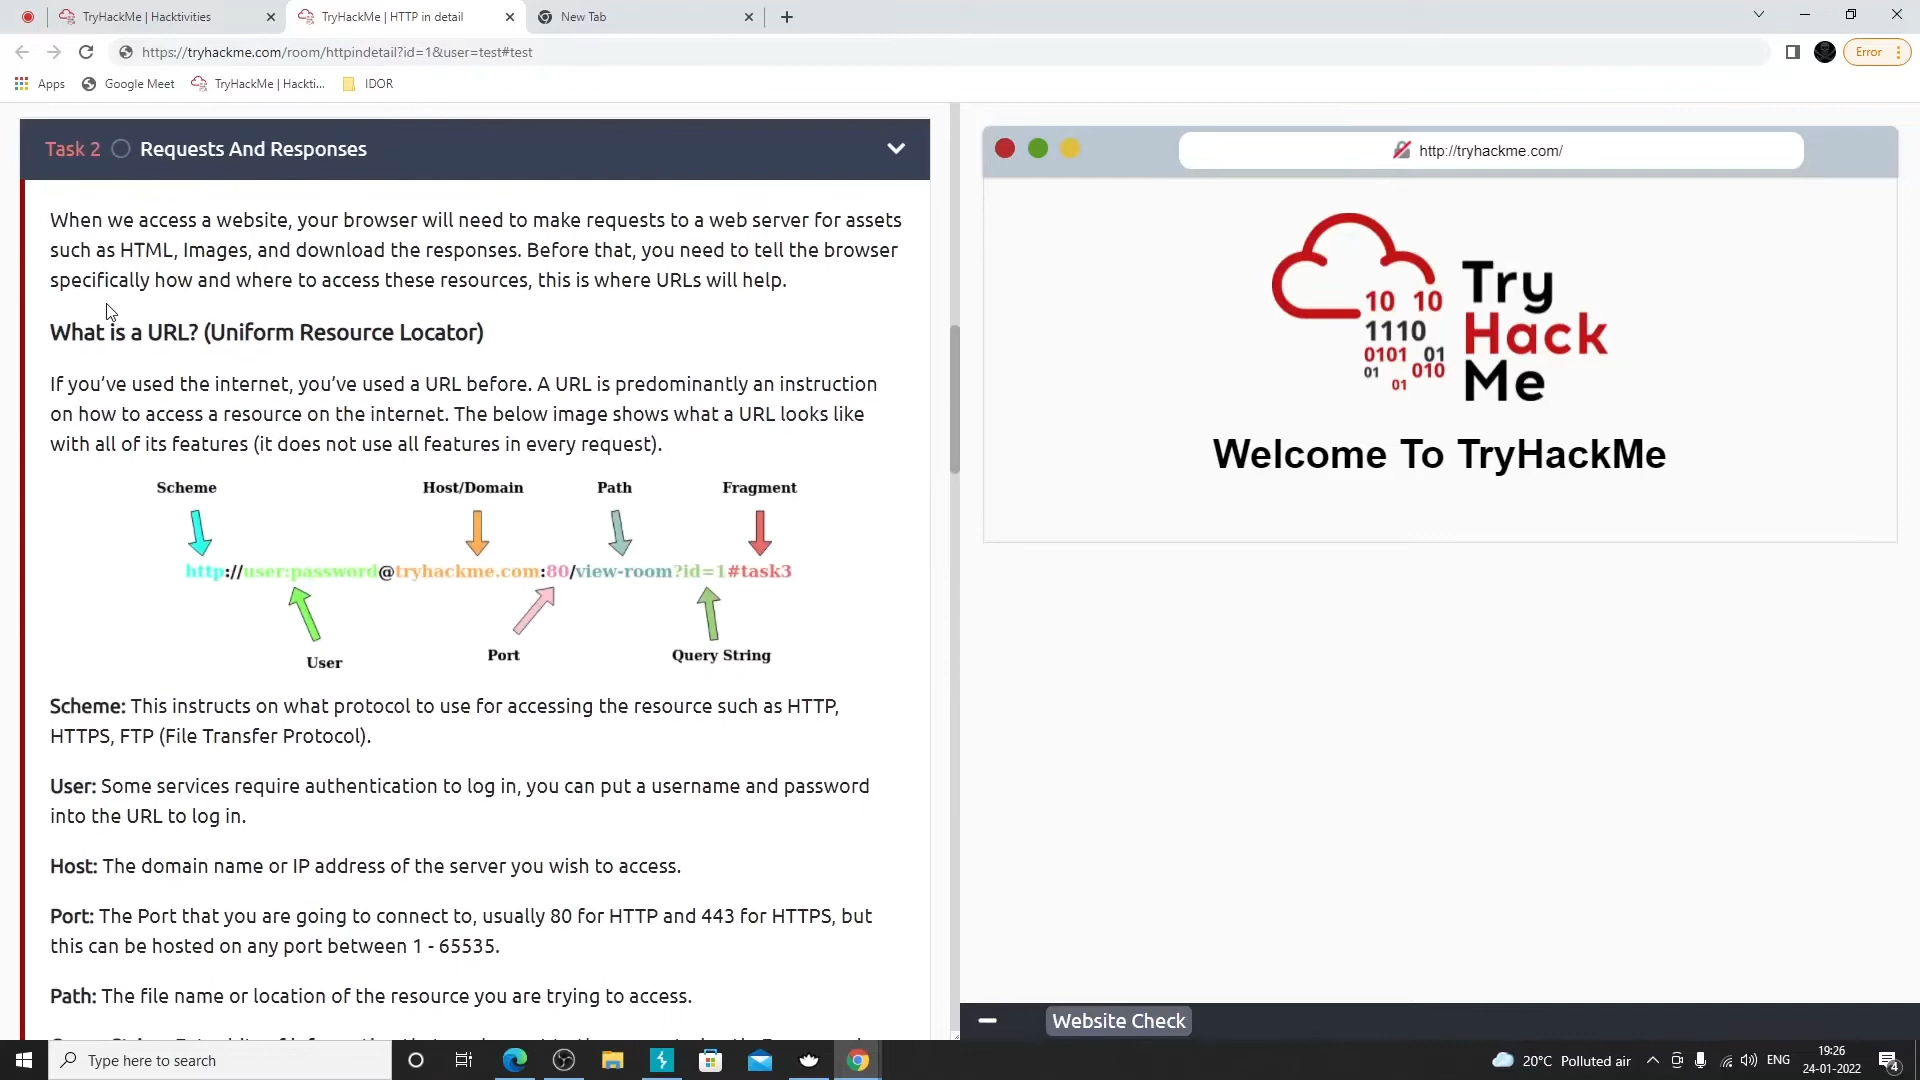 TryHackMe | Hacktivities
TryHackMe | HTTP in detail
New Tab
https://tryhackme.com/room/httpindetail?id=1&user=test#test
Error
Apps
Google Meet
TryHackMe | Hackti...
IDOR
Task 2
Requests And Responses
When we access a website, your browser will need to make requests to a web server for assets
such as HTML, Images, and download the responses. Before that, you need to tell the browser
specifically how and where to access these resources, this is where URLs will help.
What is a URL? (Uniform Resource Locator)
If you've used the internet, you've used a URL before. A URL is predominantly an instruction
on how to access a resource on the internet. The below image shows what a URL looks like
with all of its features (it does not use all features in every request).
Scheme
Host/Domain
Path
Fragment
http://user:password@tryhackme.com:80/view-room?id=1#task3
User
Port
Query String
Scheme: This instructs on what protocol to use for accessing the resource such as HTTP,
HTTPS, FTP (File Transfer Protocol).
User: Some services require authentication to log in, you can put a username and password
into the URL to log in.
Host: The domain name or IP address of the server you wish to access.
Port: The Port that you are going to connect to, usually 80 for HTTP and 443 for HTTPS, but
this can be hosted on any port between 1 - 65535.
Path: The file name or location of the resource you are trying to access.
http://tryhackme.com/
10 10
1110
0101 01
01 010
01
Try
Hack
Me
Welcome To TryHackMe
Website Check
Type here to search
20°C Polluted air
ENG
19:26
24-01-2022
4